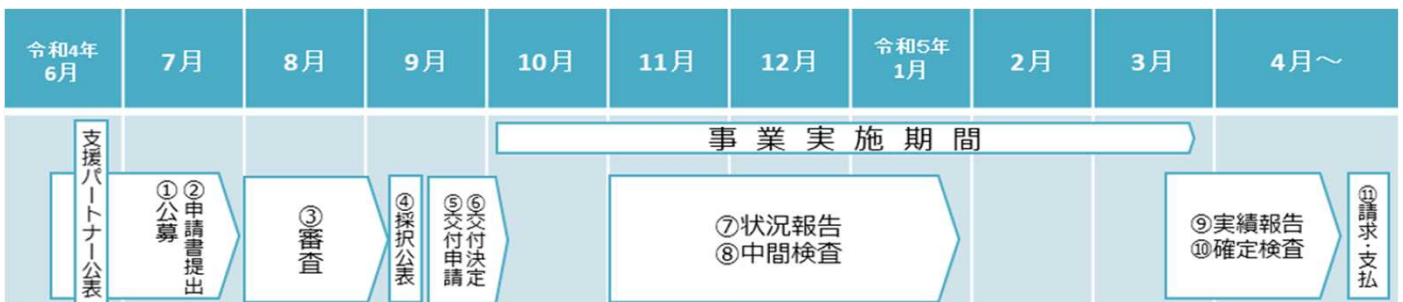 令和4年
6月
7月
8月
9月
10月
11月
12月
令和5年
1月
2月
3月
4月～
事業実施期間
支援パートナー公表
①公募
②申請書提出
③審査
④採択公表
⑤交付申請
⑥交付決定
⑦状況報告
⑧中間検査
⑨実績報告
⑩確定検査
⑪請求・支払